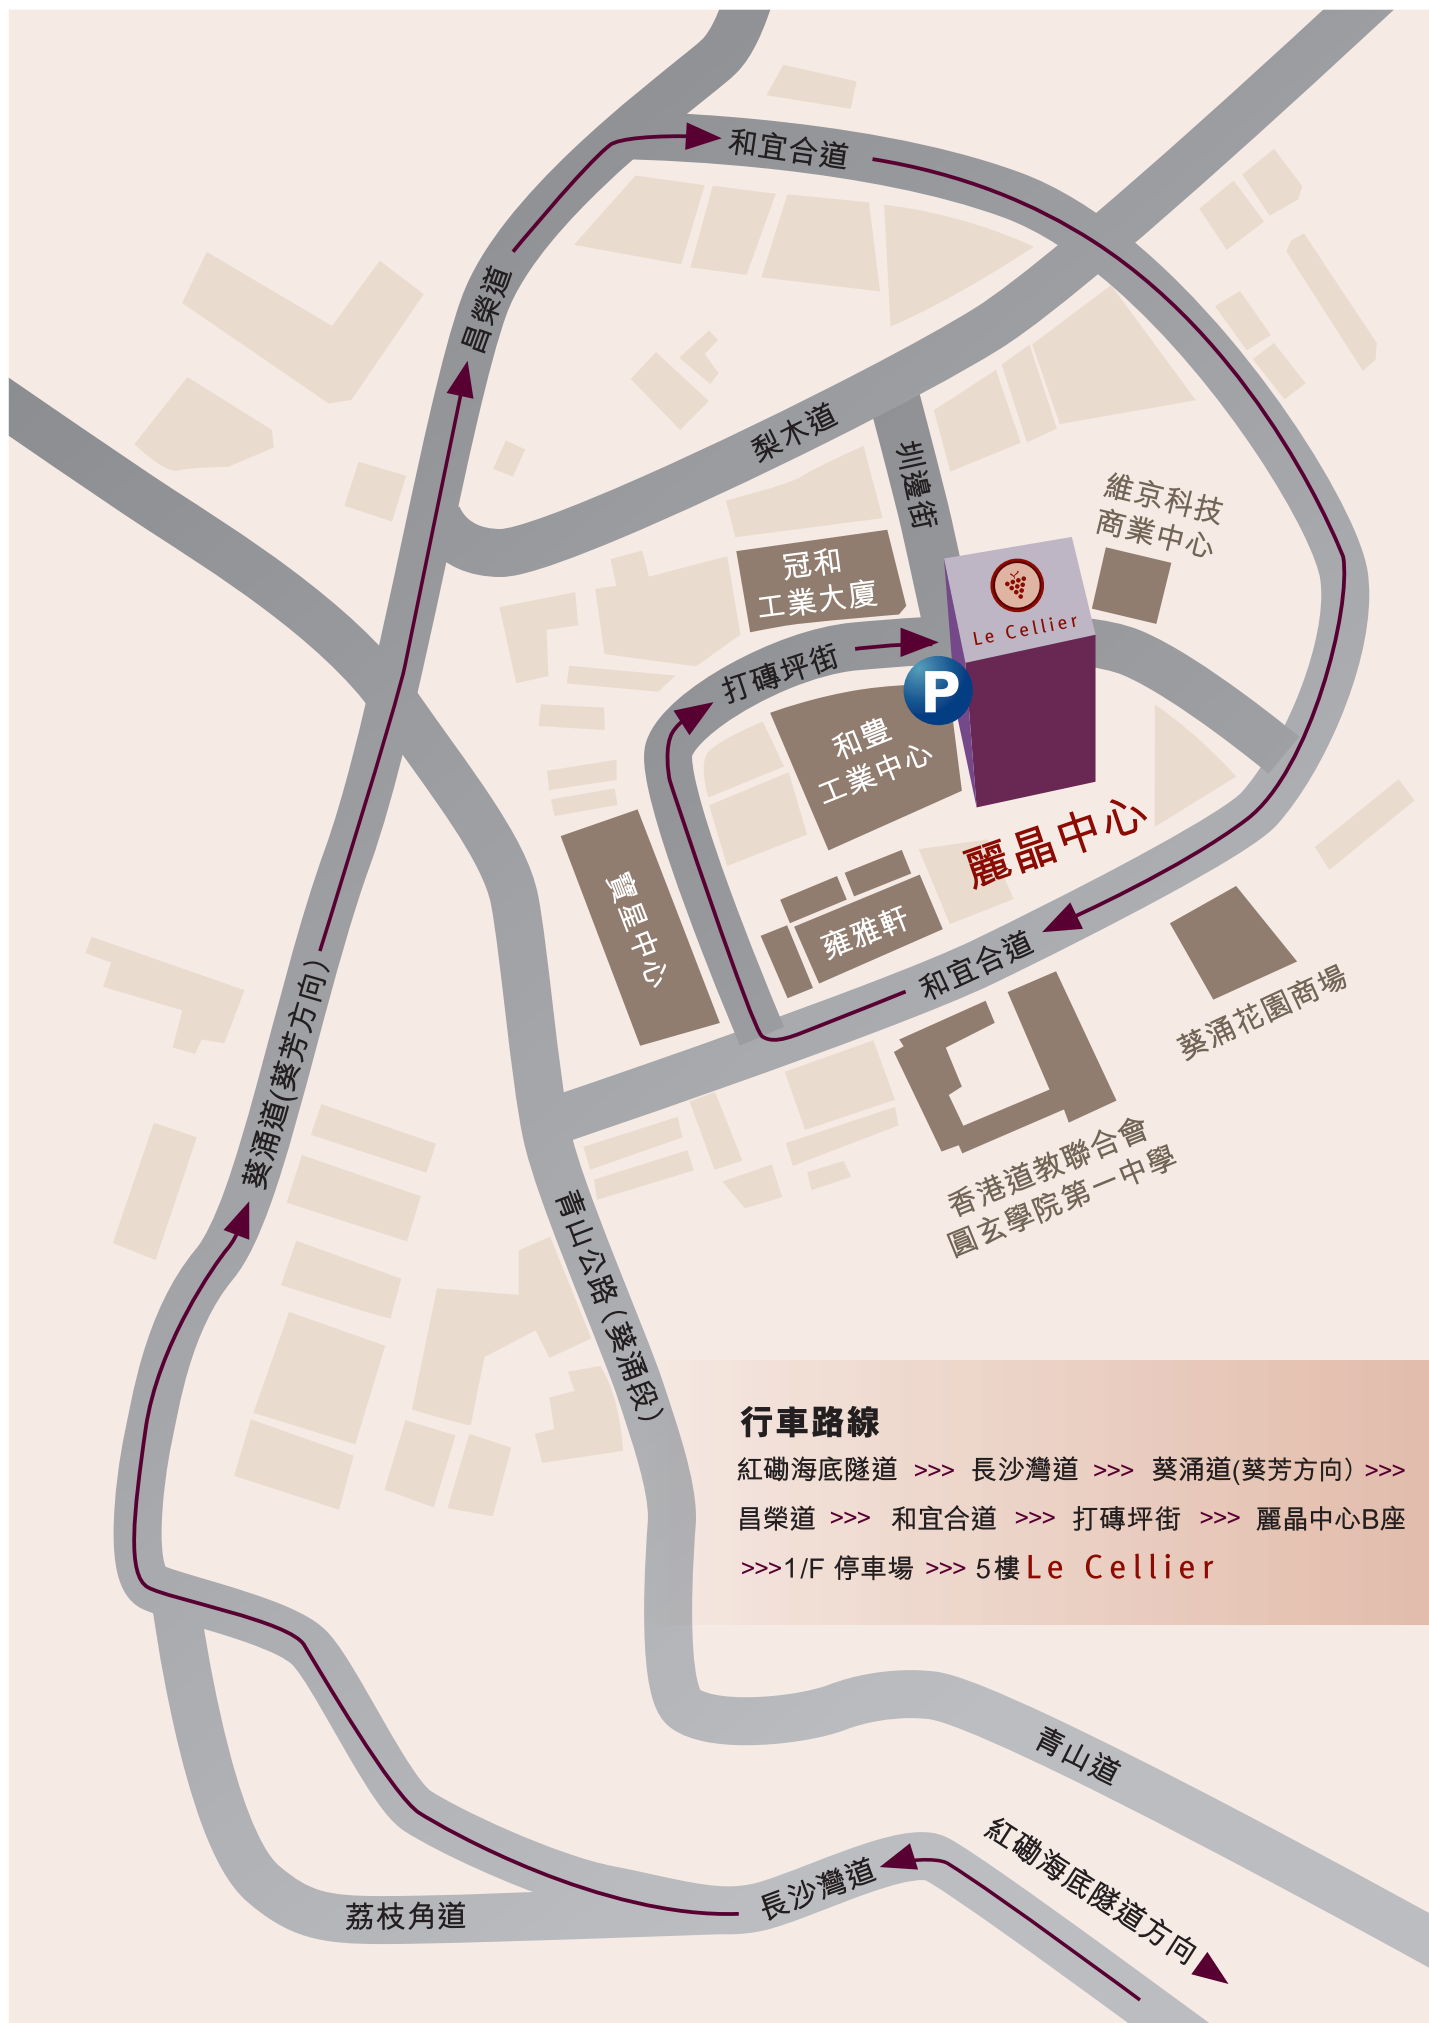 和宜合道
昌榮道
梨木道
圳邊街
維京科技
商業中心
冠和
工業大廈
Le Cellier
打磚坪街
P
和豐
工業中心
麗晶中心
寶星中心
雍雅軒
和宜合道
葵涌花園商場
葵涌道(葵芳方向)
香港道教聯合會
圓玄學院第一中學
青山公路(葵涌段)
行車路線
紅磡海底隧道 >>> 長沙灣道 >>> 葵涌道(葵芳方向) >>>
昌榮道 >>> 和宜合道 >>> 打磚坪街 >>> 麗晶中心B座
>>>1/F 停車場 >>> 5樓 Le Cellier
青山道
紅磡海底隧道方向
長沙灣道
荔枝角道